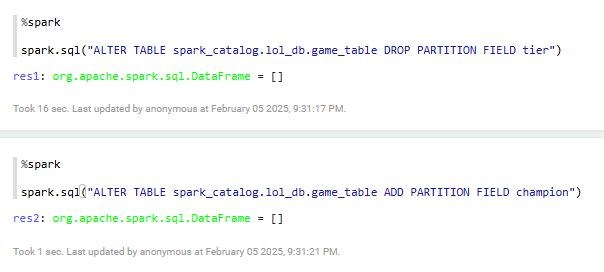 %spark
spark.sql("ALTER TABLE spark_catalog.lol_db.game_table DROP PARTITION FIELD tier")
res1: org.apache.spark.sql.DataFrame = []
Took 16 sec. Last updated by anonymous at February 05 2025, 9:31:17 PM.
%spark
spark.sql("ALTER TABLE spark_catalog.lol_db.game_table ADD PARTITION FIELD champion")
res2: org.apache.spark.sql.DataFrame = []
Took 1 sec. Last updated by anonymous at February 05 2025, 9:31:21 PM.